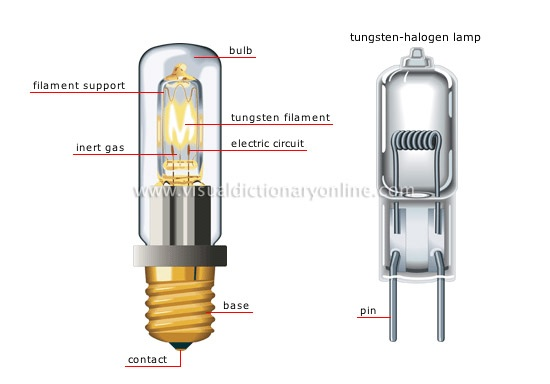 tungsten-halogen lamp
bulb
filament support
tungsten filament
inert gas
electric circuit
www.visualdictionaryonline.com
base
pin
contact